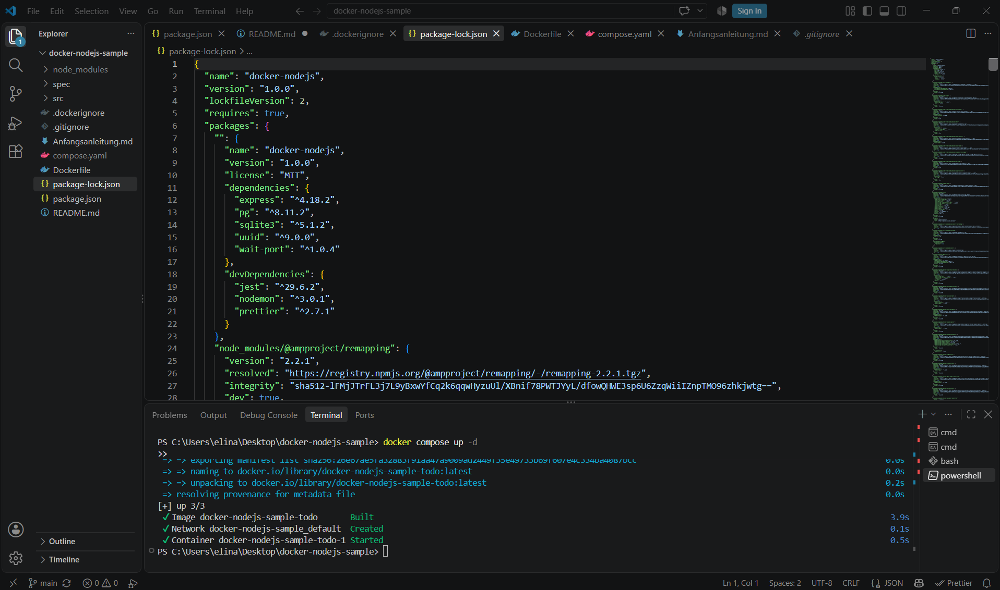 File Edit Selection View Go Run Terminal Help
docker-nodejs-sample
Sign In
Explorer
docker-nodejs-sample
node_modules
spec
src
.dockerignore
.gitignore
Anfangsanleitung.md
compose.yaml
Dockerfile
package-lock.json
package.json
README.md
Outline
Timeline
package.json README.md .dockerignore package-lock.json Dockerfile compose.yaml Anfangsanleitung.md .gitignore
package-lock.json > ...
1 {
2 "name": "docker-nodejs",
3 "version": "1.0.0",
4 "lockfileVersion": 2,
5 "requires": true,
6 "packages": {
7 "": {
8 "name": "docker-nodejs",
9 "version": "1.0.0",
10 "license": "MIT",
11 "dependencies": {
12 "express": "^4.18.2",
13 "pg": "^8.11.2",
14 "sqlite3": "^5.1.2",
15 "uuid": "^9.0.0",
16 "wait-port": "^1.0.4"
17 },
18 "devDependencies": {
19 "jest": "^29.6.2",
20 "nodemon": "^3.0.1",
21 "prettier": "^2.7.1"
22 }
23 },
24 "node_modules/@ampproject/remapping": {
25 "version": "2.2.1",
26 "resolved": "https://registry.npmjs.org/@ampproject/remapping/-/remapping-2.2.1.tgz",
27 "integrity": "sha512-lFMjJTrFL3j7L9yBxwYfCq2k6qqwHyzuUl/XBnif78PWTJYyL/dfowQHWE3sp6U6ZzqWiiIZnpTMO96zhkjwtg==",
28 "dev": true,
Problems Output Debug Console Terminal Ports
PS C:\Users\elina\Desktop\docker-nodejs-sample> docker compose up -d
>>
=> => exporting manifest list 0.0s
=> => naming to docker.io/library/docker-nodejs-sample-todo:latest 0.0s
=> => unpacking to docker.io/library/docker-nodejs-sample-todo:latest 0.2s
=> resolving provenance for metadata file 0.0s
[+] up 3/3
✓ Image docker-nodejs-sample-todo Built 3.9s
✓ Network docker-nodejs-sample_default Created 0.1s
✓ Container docker-nodejs-sample-todo-1 Started 0.5s
PS C:\Users\elina\Desktop\docker-nodejs-sample>
cmd
cmd
bash
powershell
main 0 0
Ln 1, Col 1 Spaces: 2 UTF-8 CRLF {} JSON Prettier